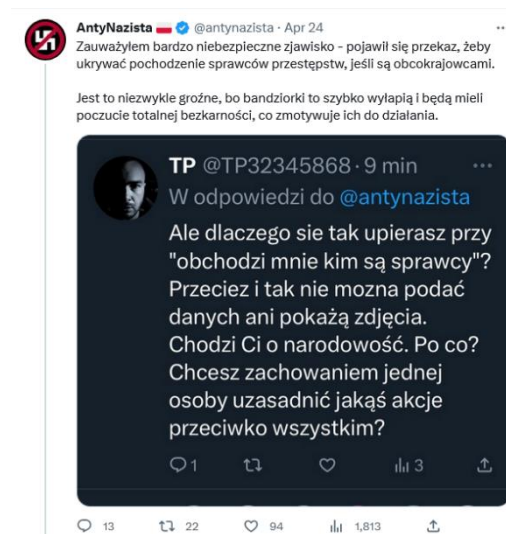 AntyNazista @antynazista · Apr 24
Zauważyłem bardzo niebezpieczne zjawisko - pojawił się przekaz, żeby
ukrywać pochodzenie sprawców przestępstw, jeśli są obcokrajowcami.
Jest to niezwykle groźne, bo bandziorki to szybko wyłapią i będą mieli
poczucie totalnej bezkarności, co zmotywuje ich do działania.
TP @TP32345868 · 9 min
W odpowiedzi do @antynazista
Ale dlaczego sie tak upierasz przy
"obchodzi mnie kim są sprawcy"?
Przeciez i tak nie mozna podać
danych ani pokażą zdjęcia.
Chodzi Ci o narodowość. Po co?
Chcesz zachowaniem jednej
osoby uzasadnić jakąś akcje
przeciwko wszystkim?
1 3
13 22 94 1,813